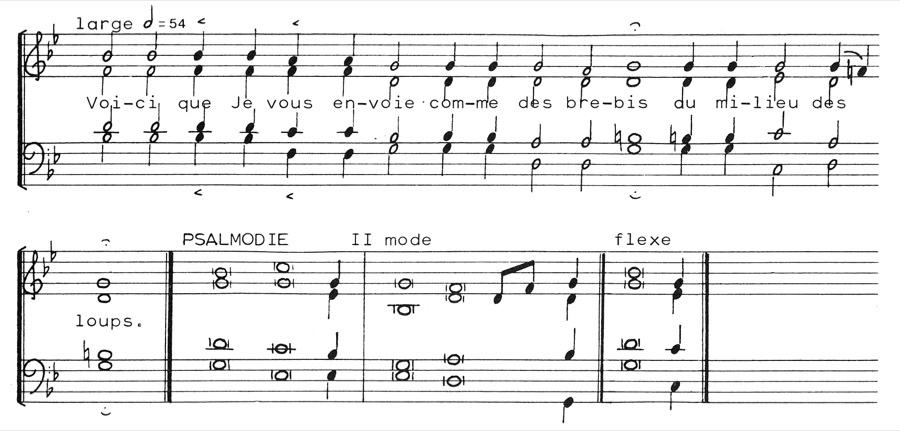 large 𝅗𝅥 = 54
Voi-ci que Je vous en-voie com-me des bre-bis du mi-lieu des
PSALMODIE II mode flexe
loups.